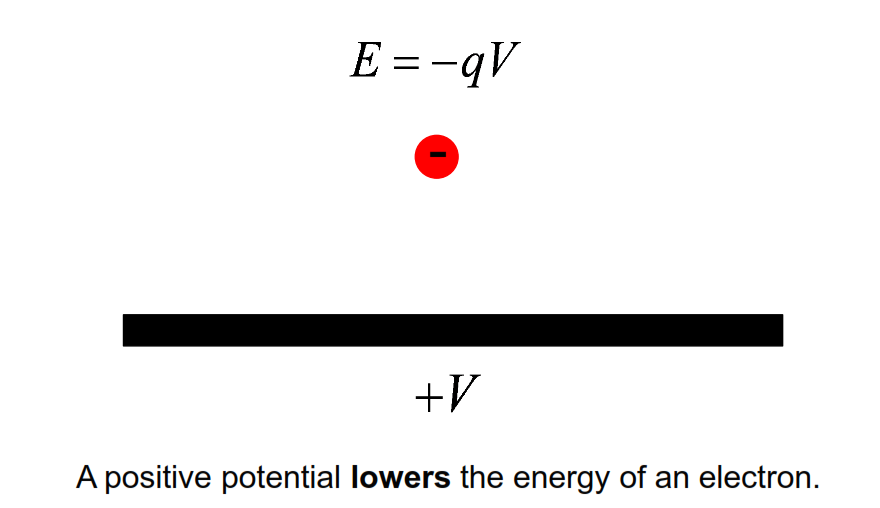 E = −qV
-
+V
A positive potential lowers the energy of an electron.